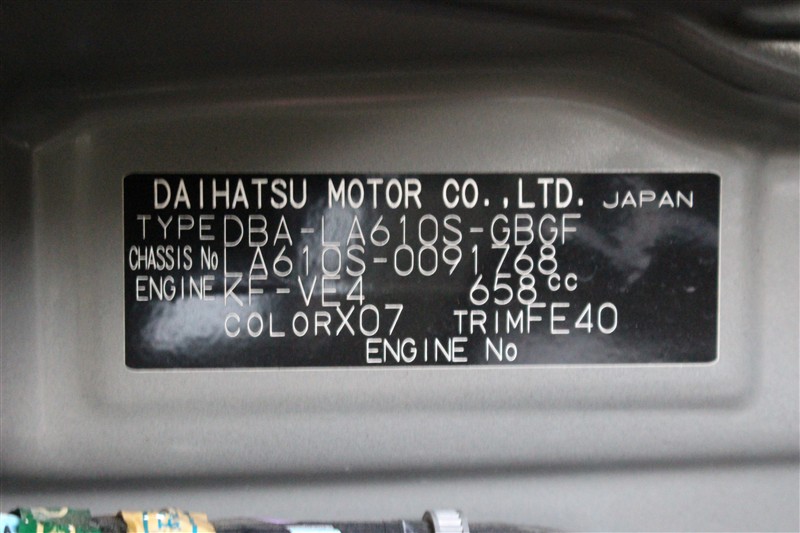 DAIHATSU MOTOR CO.,LTD. JAPAN
TYPE DBA-LA610S-GBGF
CHASSIS No LA610S-0091768
ENGINE KF-VE4 658cc
COLOR X07 TRIM FE40
ENGINE No